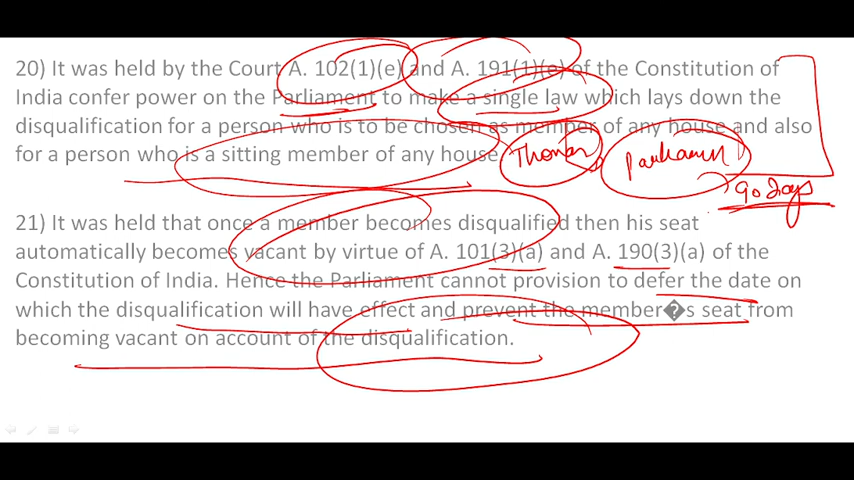 20) It was held by the Court A. 102(1)(e) and A. 191(1)(e) of the Constitution of
India confer power on the Parliament to make a single law which lays down the
disqualification for a person who is to be chosen as member of any house and also
for a person who is a sitting member of any house
Parliament
90 days
21) It was held that once a member becomes disqualified then his seat
automatically becomes vacant by virtue of A. 101(3)(a) and A. 190(3)(a) of the
Constitution of India. Hence the Parliament cannot provision to defer the date on
which the disqualification will have effect and prevent the member�s seat from
becoming vacant on account of the disqualification.